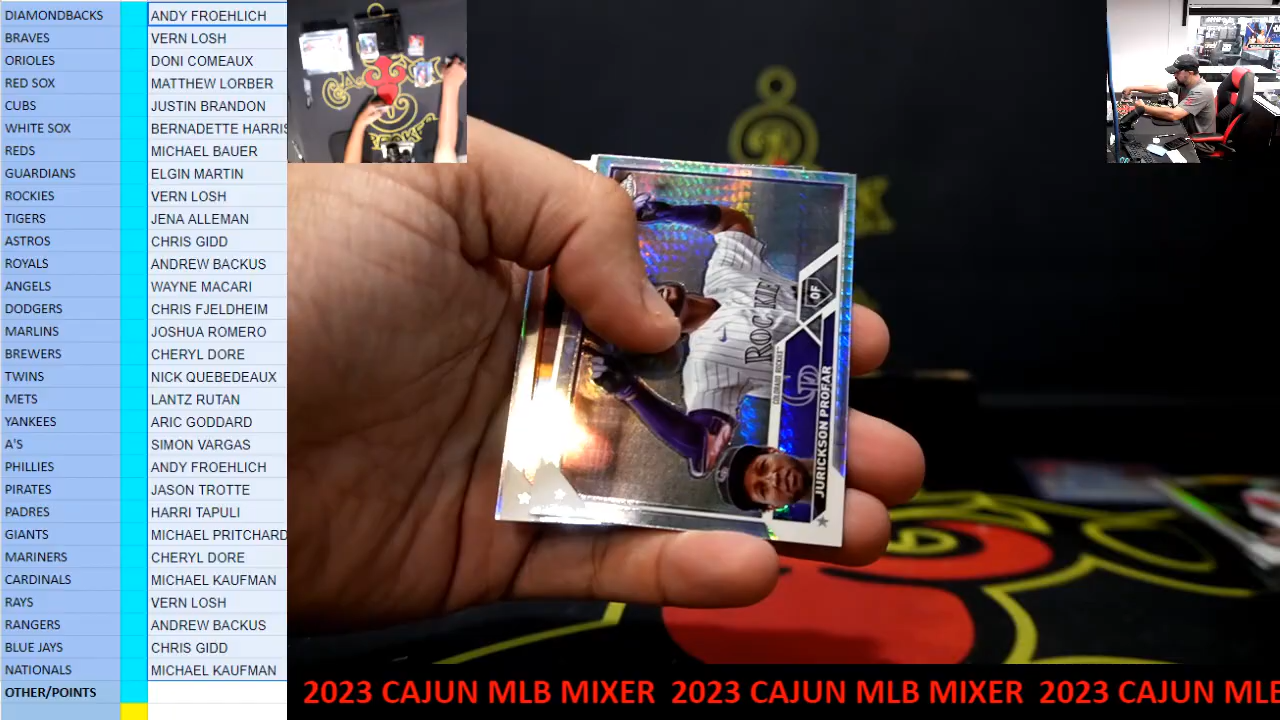 DIAMONDBACKS ANDY FROEHLICH
BRAVES VERN LOSH
ORIOLES DONI COMEAUX
RED SOX MATTHEW LORBER
CUBS JUSTIN BRANDON
WHITE SOX BERNADETTE HARRIS
REDS MICHAEL BAUER
GUARDIANS ELGIN MARTIN
ROCKIES VERN LOSH
TIGERS JENA ALLEMAN
ASTROS CHRIS GIDD
ROYALS ANDREW BACKUS
ANGELS WAYNE MACARI
DODGERS CHRIS FJELDHEIM
MARLINS JOSHUA ROMERO
BREWERS CHERYL DORE
TWINS NICK QUEBEDEAUX
METS LANTZ RUTAN
YANKEES ARIC GODDARD
A'S SIMON VARGAS
PHILLIES ANDY FROEHLICH
PIRATES JASON TROTTE
PADRES HARRI TAPULI
GIANTS MICHAEL PRITCHARD
MARINERS CHERYL DORE
CARDINALS MICHAEL KAUFMAN
RAYS VERN LOSH
RANGERS ANDREW BACKUS
BLUE JAYS CHRIS GIDD
NATIONALS MICHAEL KAUFMAN
OTHER/POINTS
OF
ROCKIE
COLORADO ROCKIES
JURICKSON PROFAR
2023 CAJUN MLB MIXER 2023 CAJUN MLB MIXER 2023 CAJUN MLB